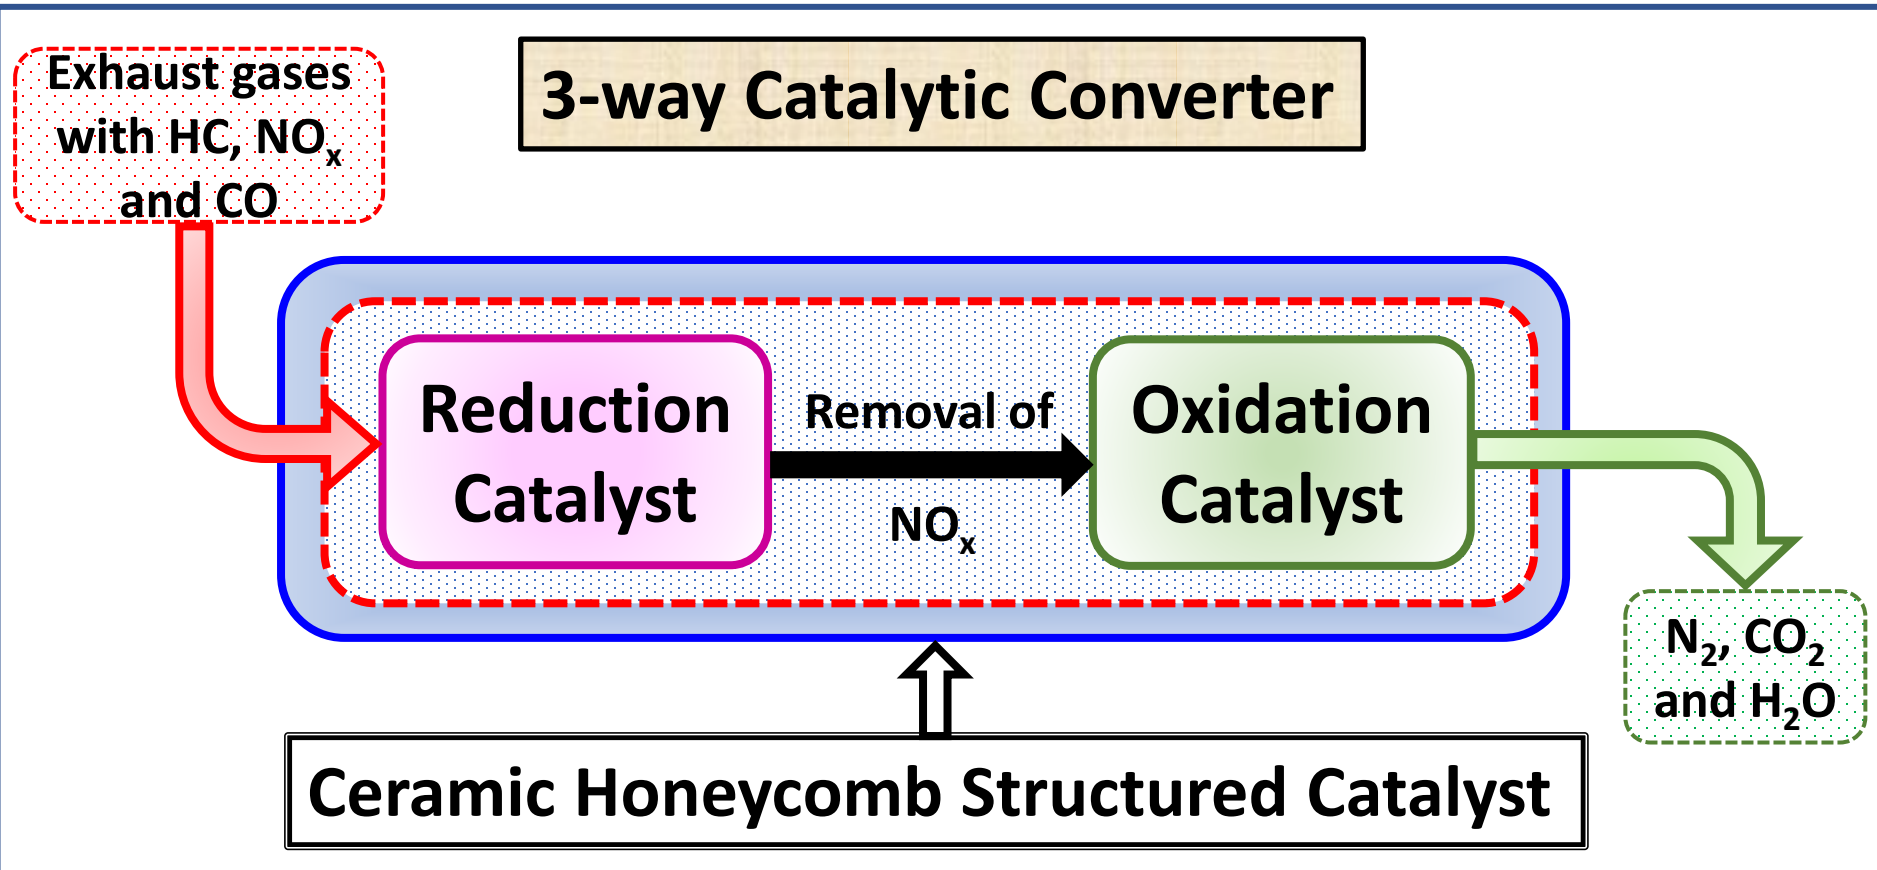 3-way Catalytic Converter
Exhaust gases
with HC, NOₓ
and CO
Reduction
Catalyst
Removal of
NOₓ
Oxidation
Catalyst
N₂, CO₂
and H₂O
Ceramic Honeycomb Structured Catalyst